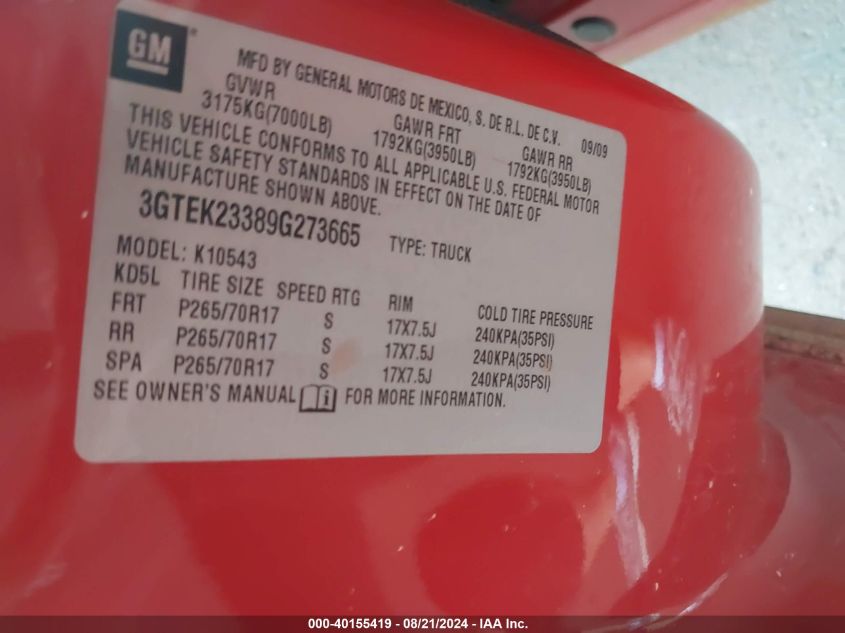 GM
MFD BY GENERAL MOTORS DE MEXICO, S. DE R.L. DE C.V. 09/09
GVWR GAWR FRT GAWR RR
3175KG(7000LB) 1792KG(3950LB) 1792KG(3950LB)
THIS VEHICLE CONFORMS TO ALL APPLICABLE U.S. FEDERAL MOTOR
VEHICLE SAFETY STANDARDS IN EFFECT ON THE DATE OF
MANUFACTURE SHOWN ABOVE.
3GTEK23389G273665 TYPE: TRUCK
MODEL: K10543
KD5L TIRE SIZE SPEED RTG RIM COLD TIRE PRESSURE
FRT P265/70R17 S 17X7.5J 240KPA(35PSI)
RR P265/70R17 S 17X7.5J 240KPA(35PSI)
SPA P265/70R17 S 17X7.5J 240KPA(35PSI)
SEE OWNER'S MANUAL FOR MORE INFORMATION.
000-40155419 - 08/21/2024 - IAA Inc.